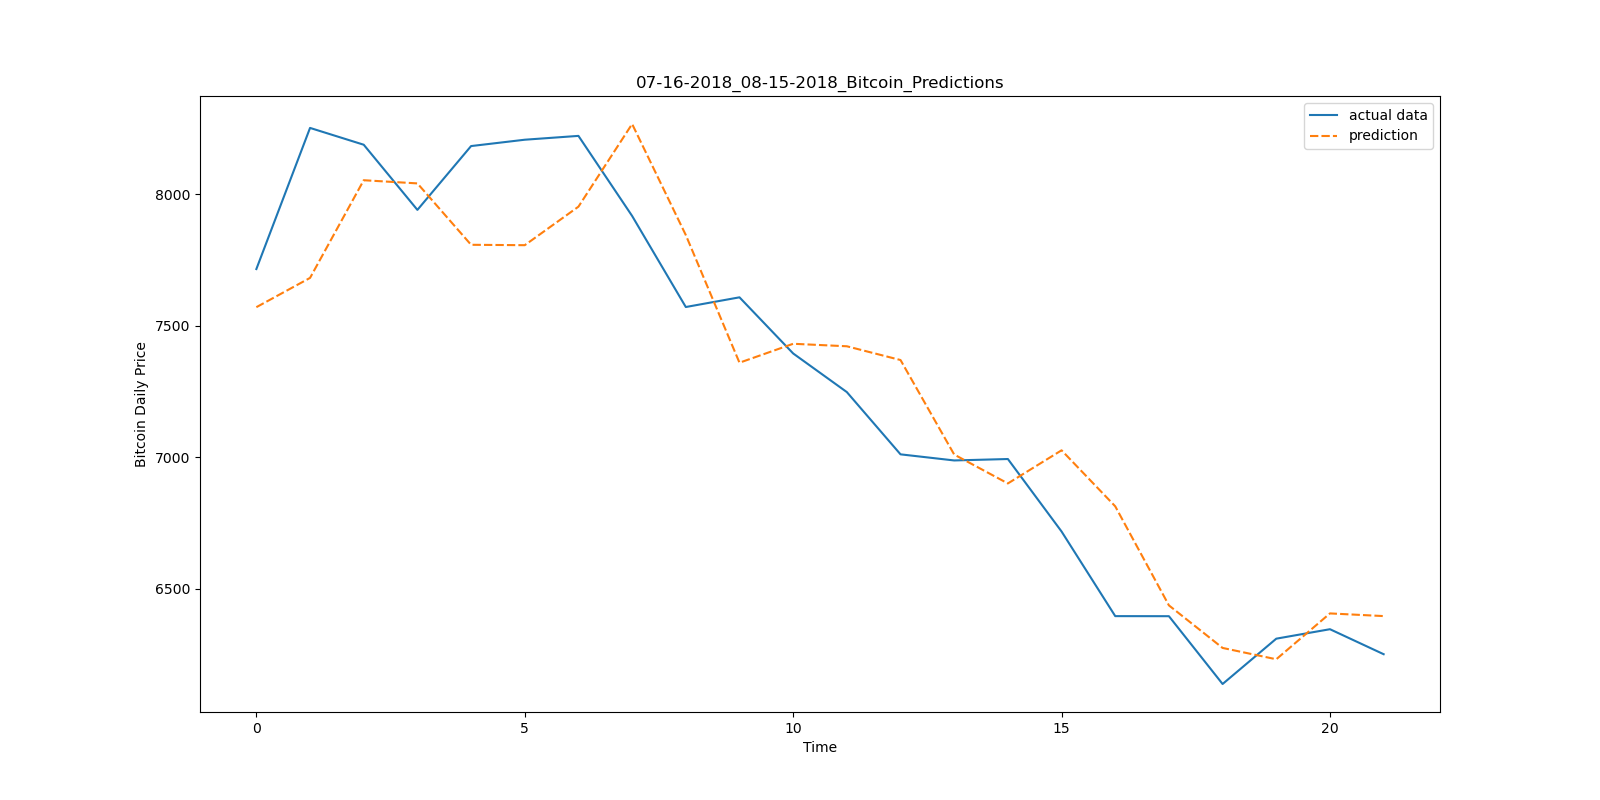 07-16-2018_08-15-2018_Bitcoin_Predictions
actual data
prediction
8000
7500
7000
6500
Bitcoin Daily Price
0
5
10
15
20
Time